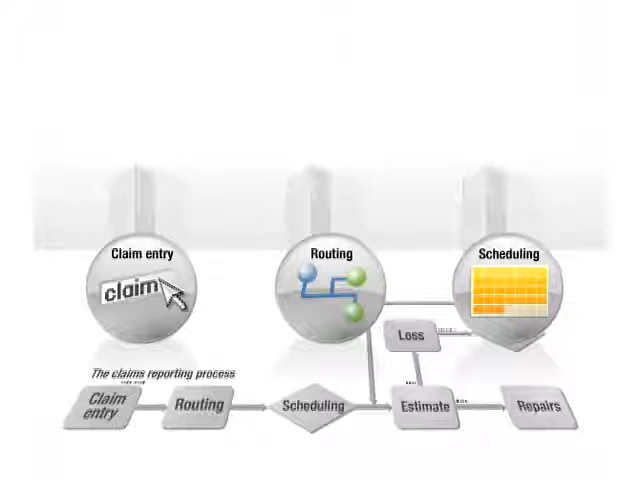 Claim entry
Routing
Scheduling
claim
Loss
The claims reporting process
Claim
entry
Routing
Scheduling
Estimate
Repairs